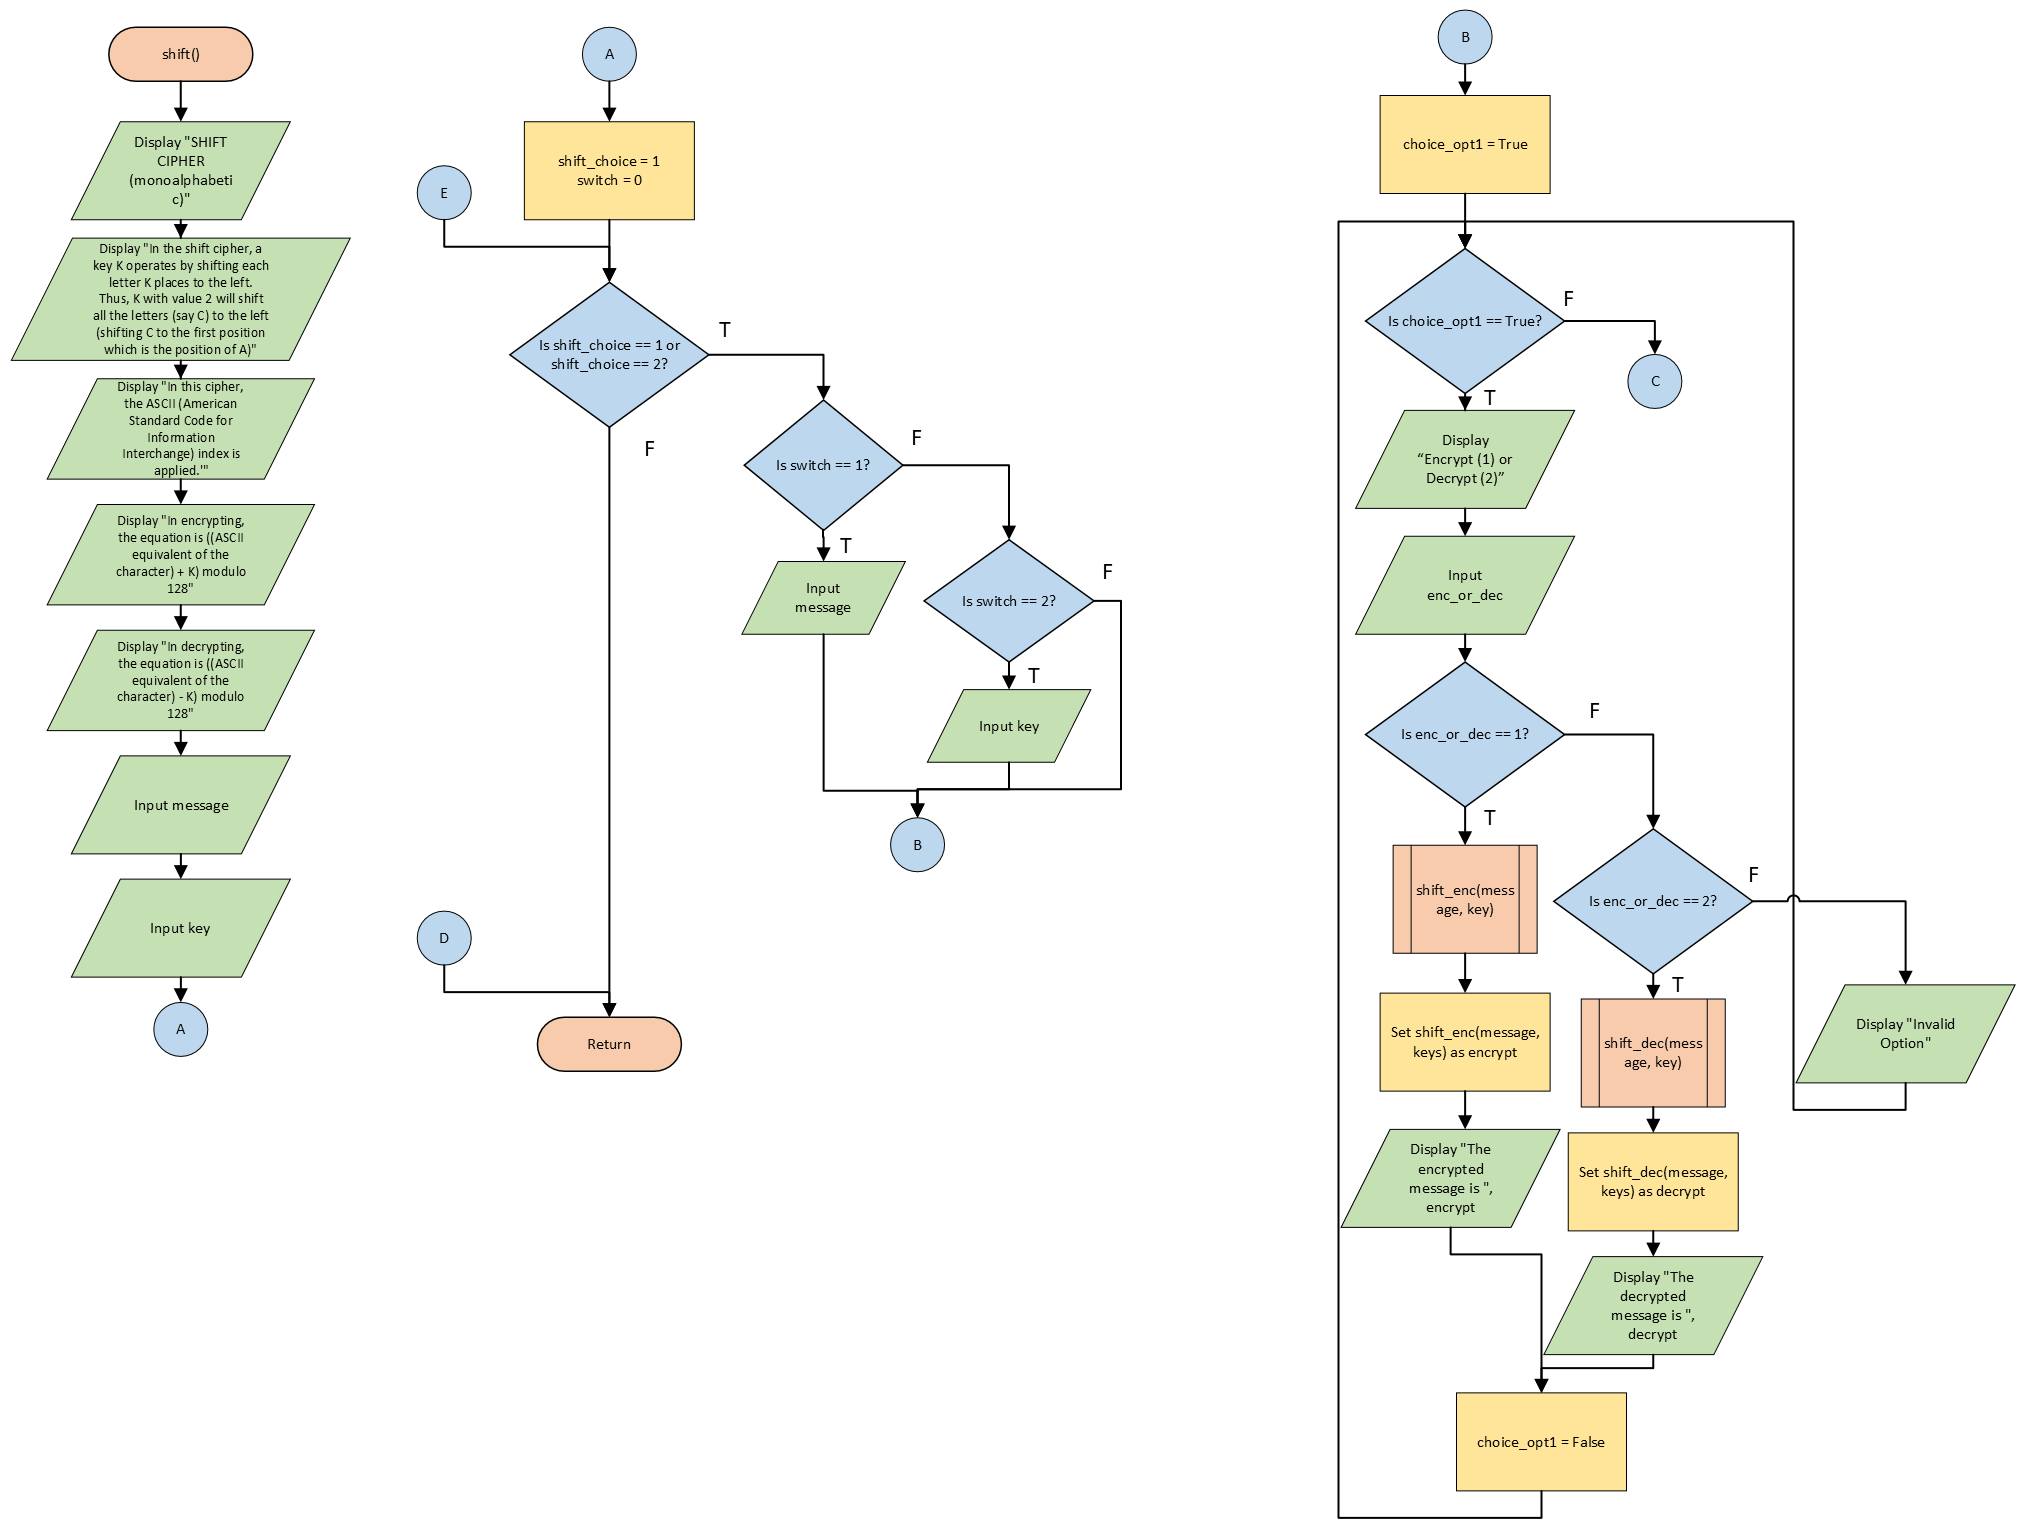 shift()
Display "SHIFT
CIPHER
(monoalphabeti
c)"
Display "In the shift cipher, a
key K operates by shifting each
letter K places to the left.
Thus, K with value 2 will shift
all the letters (say C) to the left
(shifting C to the first position
which is the position of A)"
Display "In this cipher,
the ASCII (American
Standard Code for
Information
Interchange) index is
applied.'"
Display "In encrypting,
the equation is ((ASCII
equivalent of the
character) + K) modulo
128"
Display "In decrypting,
the equation is ((ASCII
equivalent of the
character) - K) modulo
128"
Input message
Input key
A
A
shift_choice = 1
switch = 0
E
Is shift_choice == 1 or
shift_choice == 2?
T
F
Is switch == 1?
F
T
Input
message
Is switch == 2?
F
T
Input key
B
D
Return
B
choice_opt1 = True
Is choice_opt1 == True?
F
C
T
Display
“Encrypt (1) or
Decrypt (2)”
Input
enc_or_dec
Is enc_or_dec == 1?
F
T
shift_enc(mess
age, key)
Set shift_enc(message,
keys) as encrypt
Display "The
encrypted
message is ",
encrypt
Is enc_or_dec == 2?
F
T
shift_dec(mess
age, key)
Set shift_dec(message,
keys) as decrypt
Display "The
decrypted
message is ",
decrypt
Display "Invalid
Option"
choice_opt1 = False